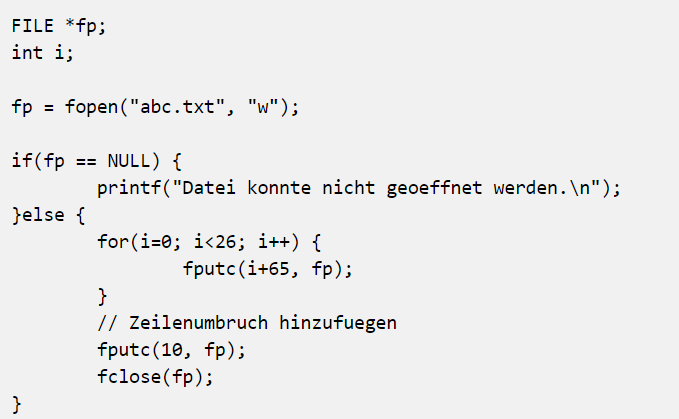 FILE *fp;
int i;

fp = fopen("abc.txt", "w");

if(fp == NULL) {
        printf("Datei konnte nicht geoeffnet werden.\n");
}else {
        for(i=0; i<26; i++) {
                fputc(i+65, fp);
        }
        // Zeilenumbruch hinzufuegen
        fputc(10, fp);
        fclose(fp);
}